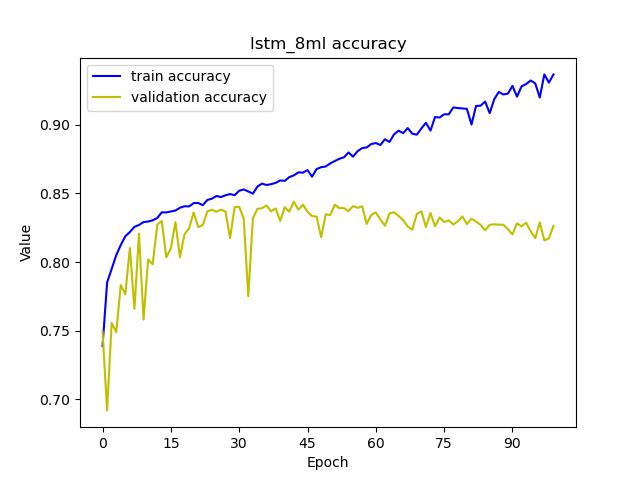 lstm_8ml accuracy
train accuracy
validation accuracy
0.90
0.85
0.80
0.75
0.70
Value
0 15 30 45 60 75 90
Epoch